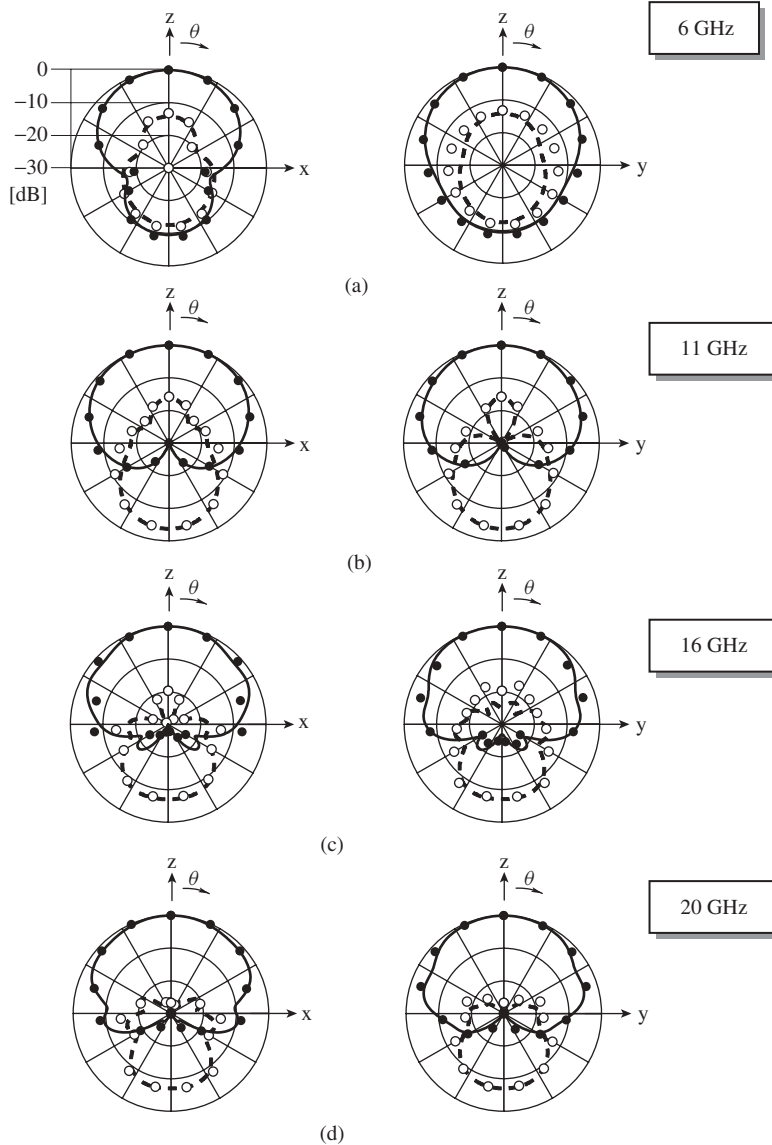 z
θ
0
−10
−20
−30
[dB]
x
z
θ
y
6 GHz
(a)
z
θ
x
z
θ
y
11 GHz
(b)
z
θ
x
z
θ
y
16 GHz
(c)
z
θ
x
z
θ
y
20 GHz
(d)